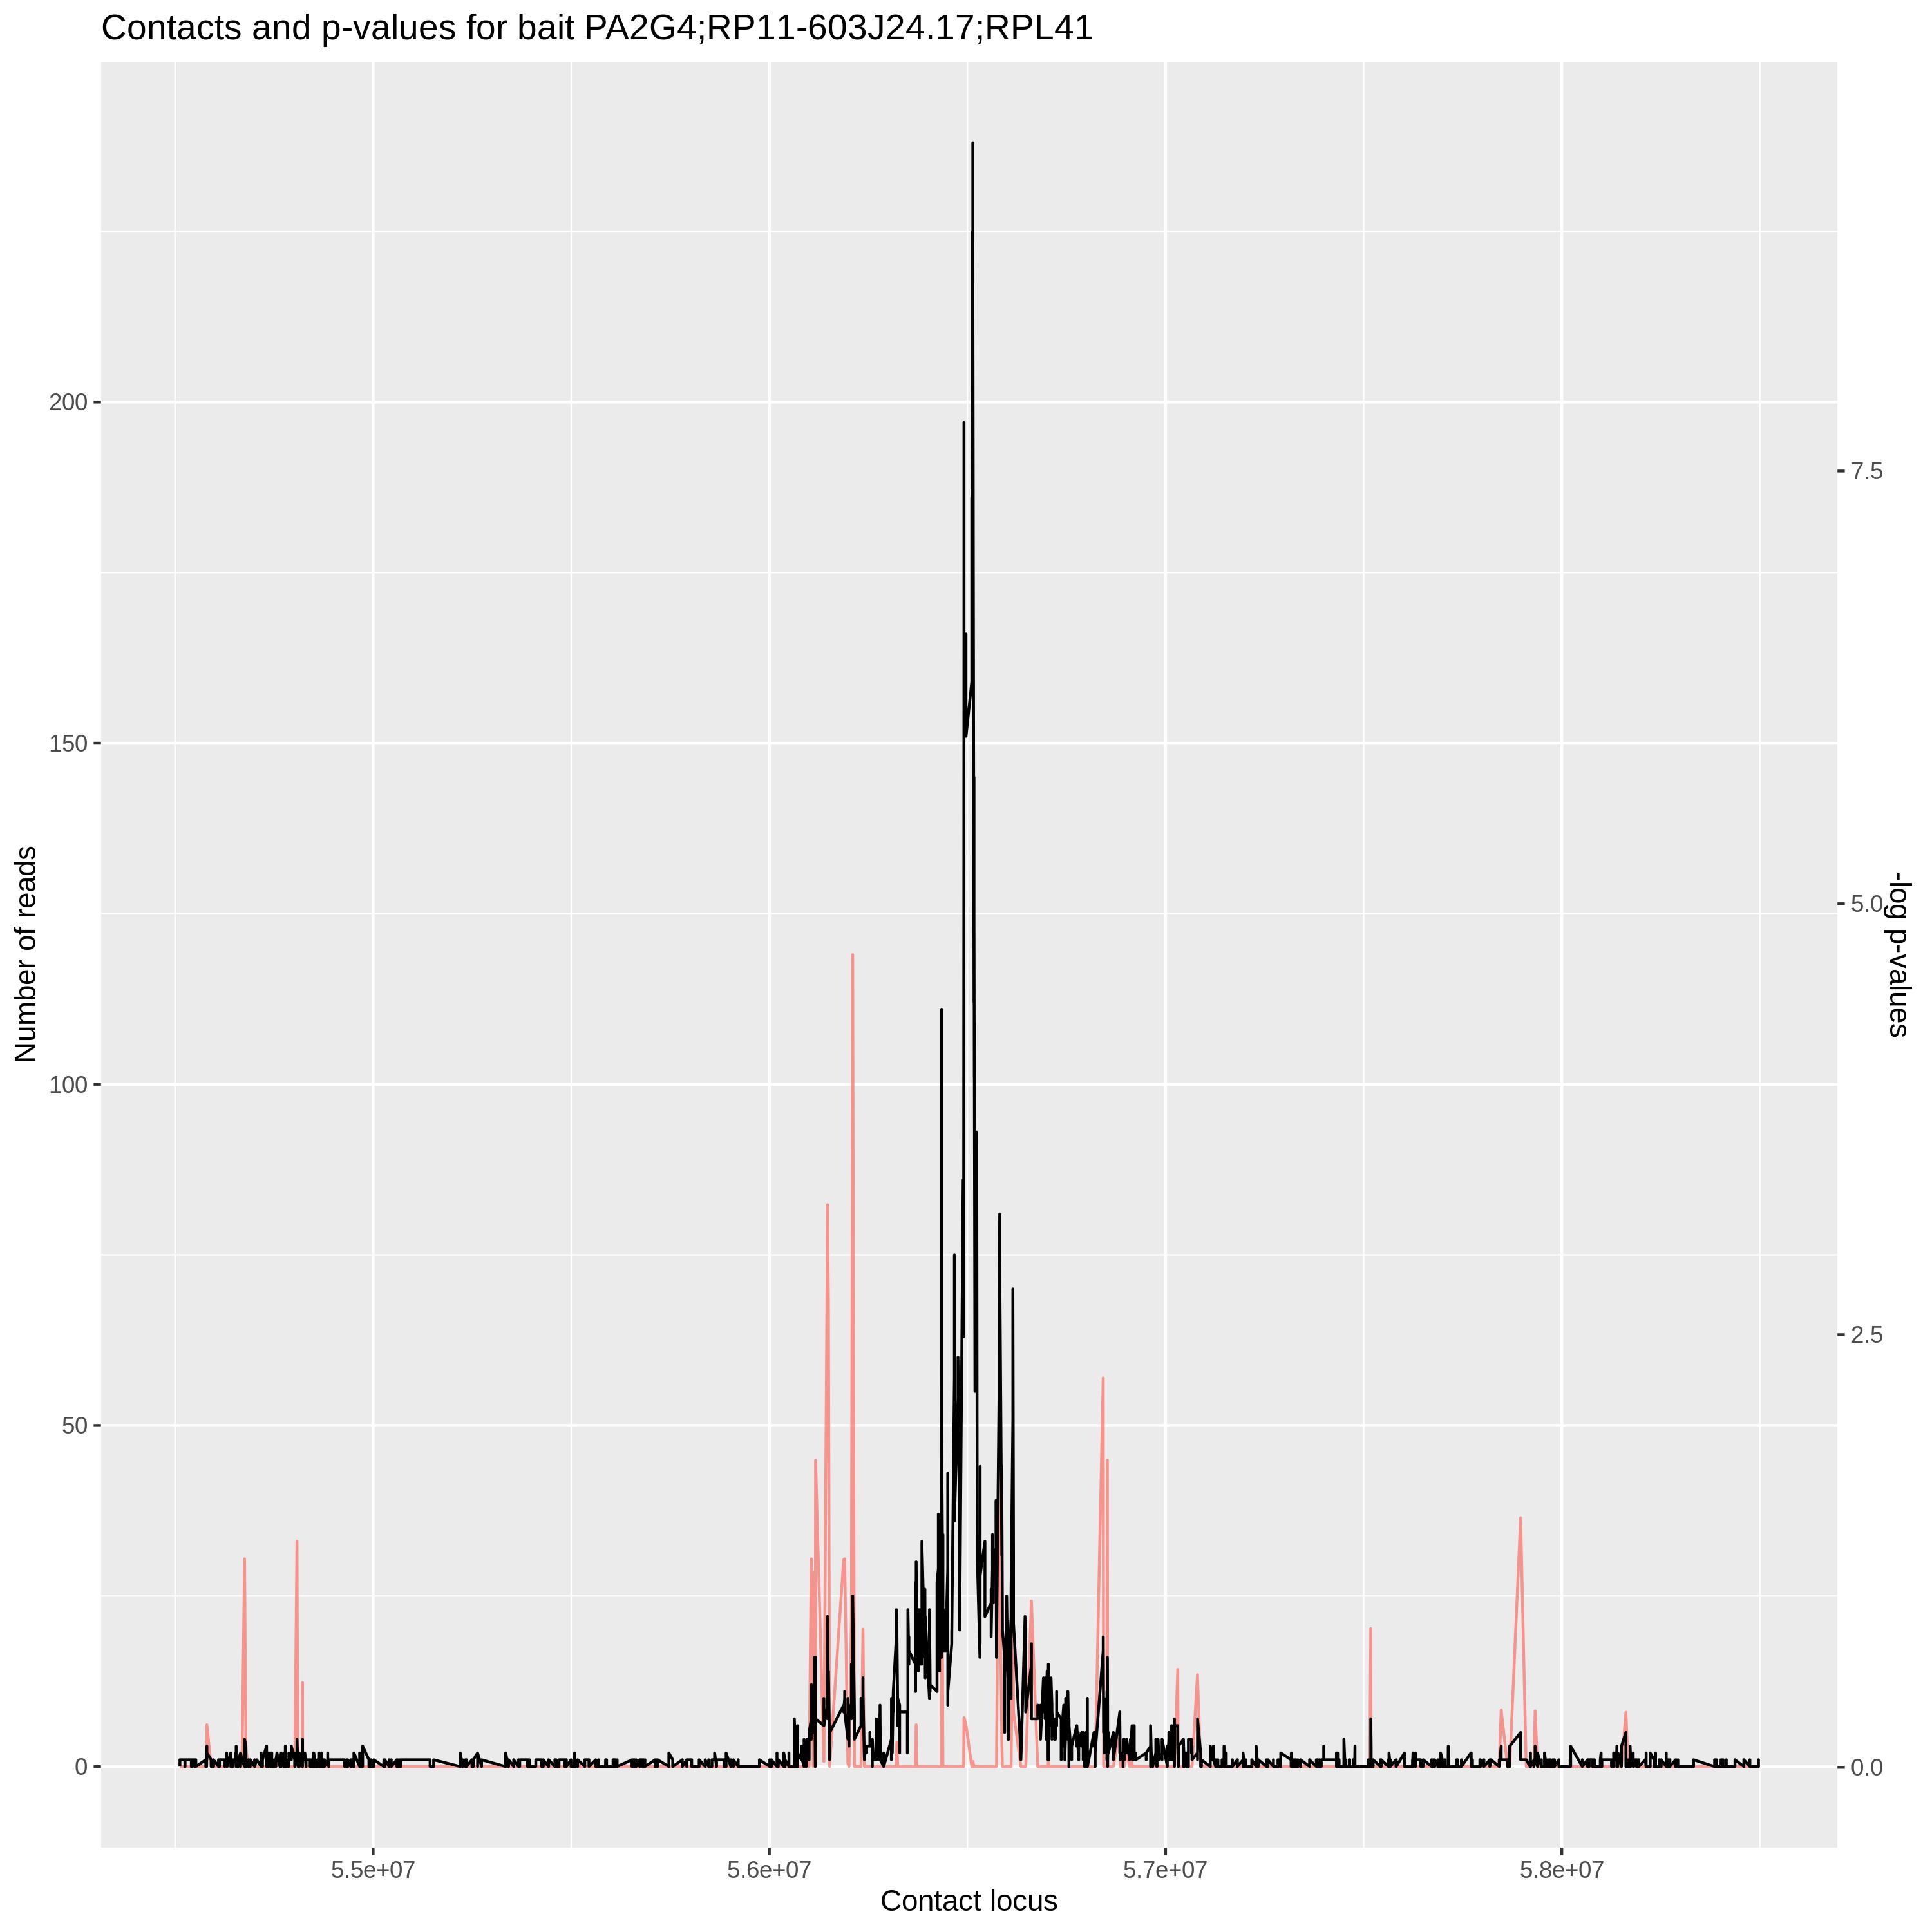 Contacts and p-values for bait PA2G4;RP11-603J24.17;RPL41
200
150
100
50
0
Number of reads
7.5
5.0
2.5
0.0
-log p-values
5.5e+07 5.6e+07 5.7e+07 5.8e+07
Contact locus